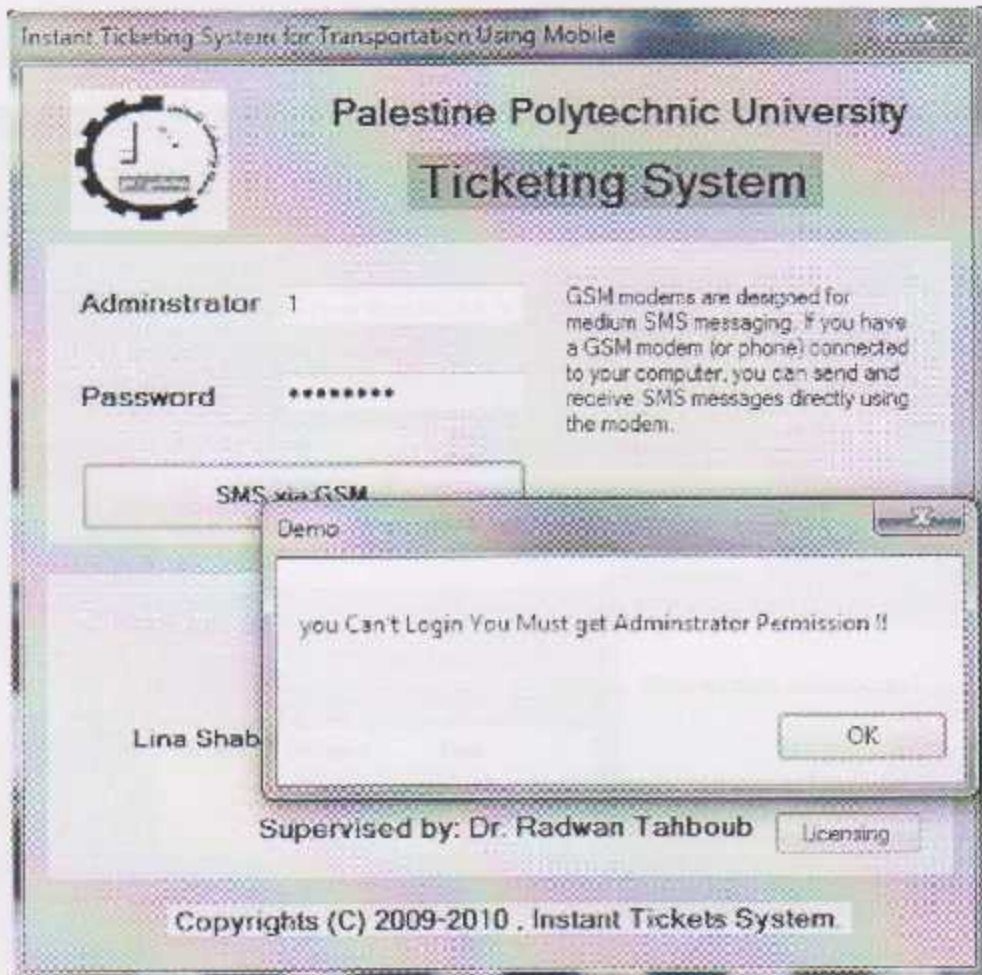 Instant Ticketing System for Transportation Using Mobile
Palestine Polytechnic University
Ticketing System
Adminstrator 1
GSM modems are designed for
medium SMS messaging. If you have
a GSM modem (or phone) connected
to your computer, you can send and
receive SMS messages directly using
the modem.
Password ••••••••
SMS via GSM
Demo
you Can't Login You Must get Adminstrator Permission !!
OK
Lina Shab
Supervised by: Dr. Radwan Tahboub
Licensing
Copyrights (C) 2009-2010 , Instant Tickets System